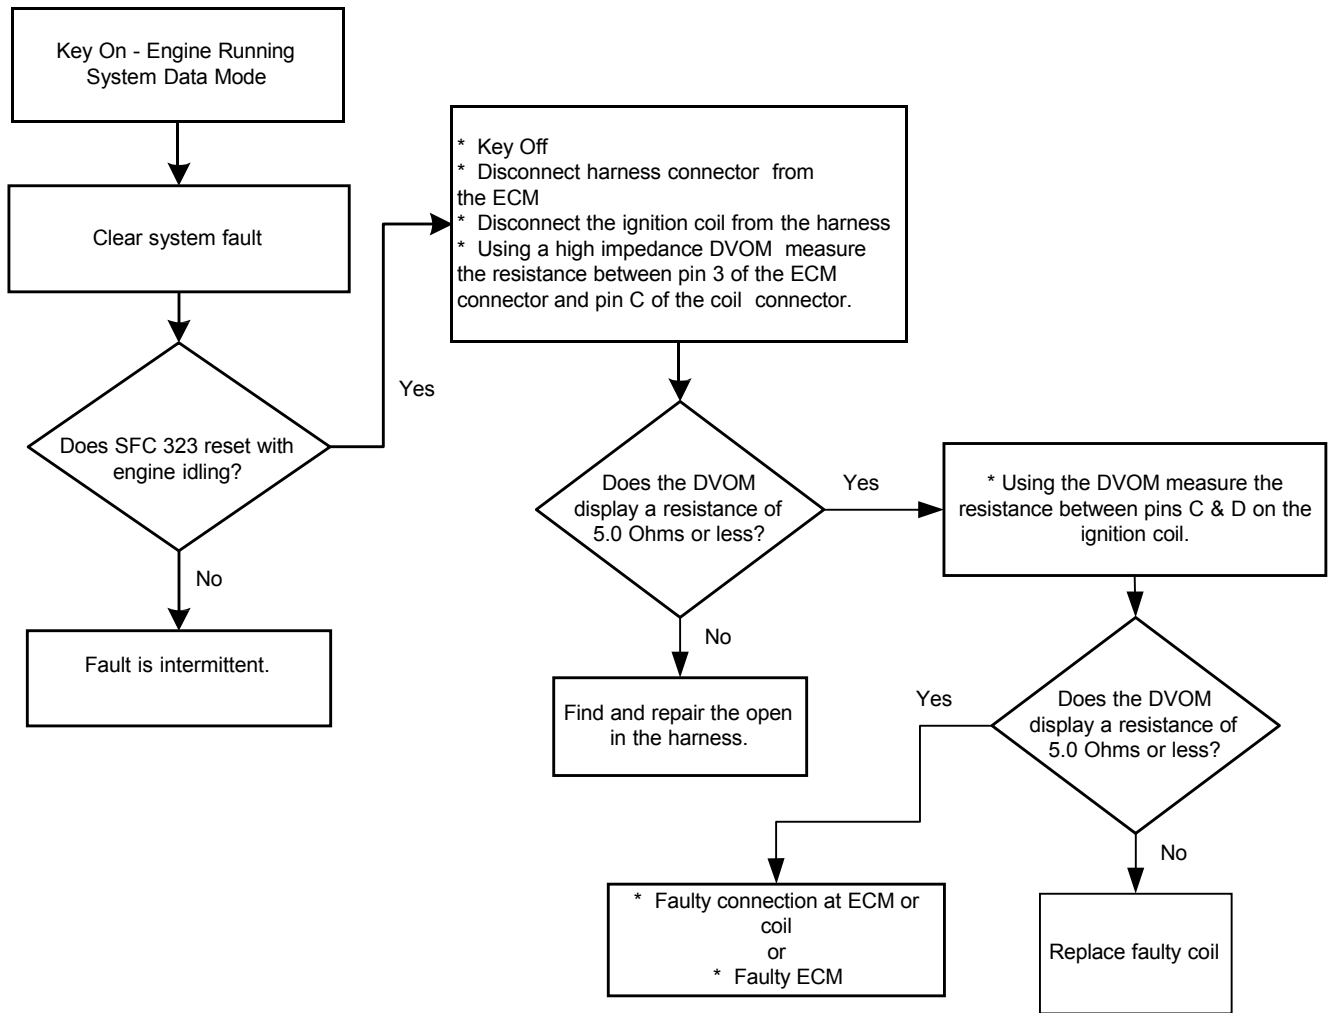 Key On - Engine Running
System Data Mode
Clear system fault
Does SFC 323 reset with
engine idling?
Yes
No
Fault is intermittent.
* Key Off
* Disconnect harness connector from
the ECM
* Disconnect the ignition coil from the harness
* Using a high impedance DVOM measure
the resistance between pin 3 of the ECM
connector and pin C of the coil connector.
Does the DVOM
display a resistance of
5.0 Ohms or less?
Yes
No
Find and repair the open
in the harness.
* Using the DVOM measure the
resistance between pins C & D on the
ignition coil.
Does the DVOM
display a resistance of
5.0 Ohms or less?
Yes
No
* Faulty connection at ECM or
coil
or
* Faulty ECM
Replace faulty coil